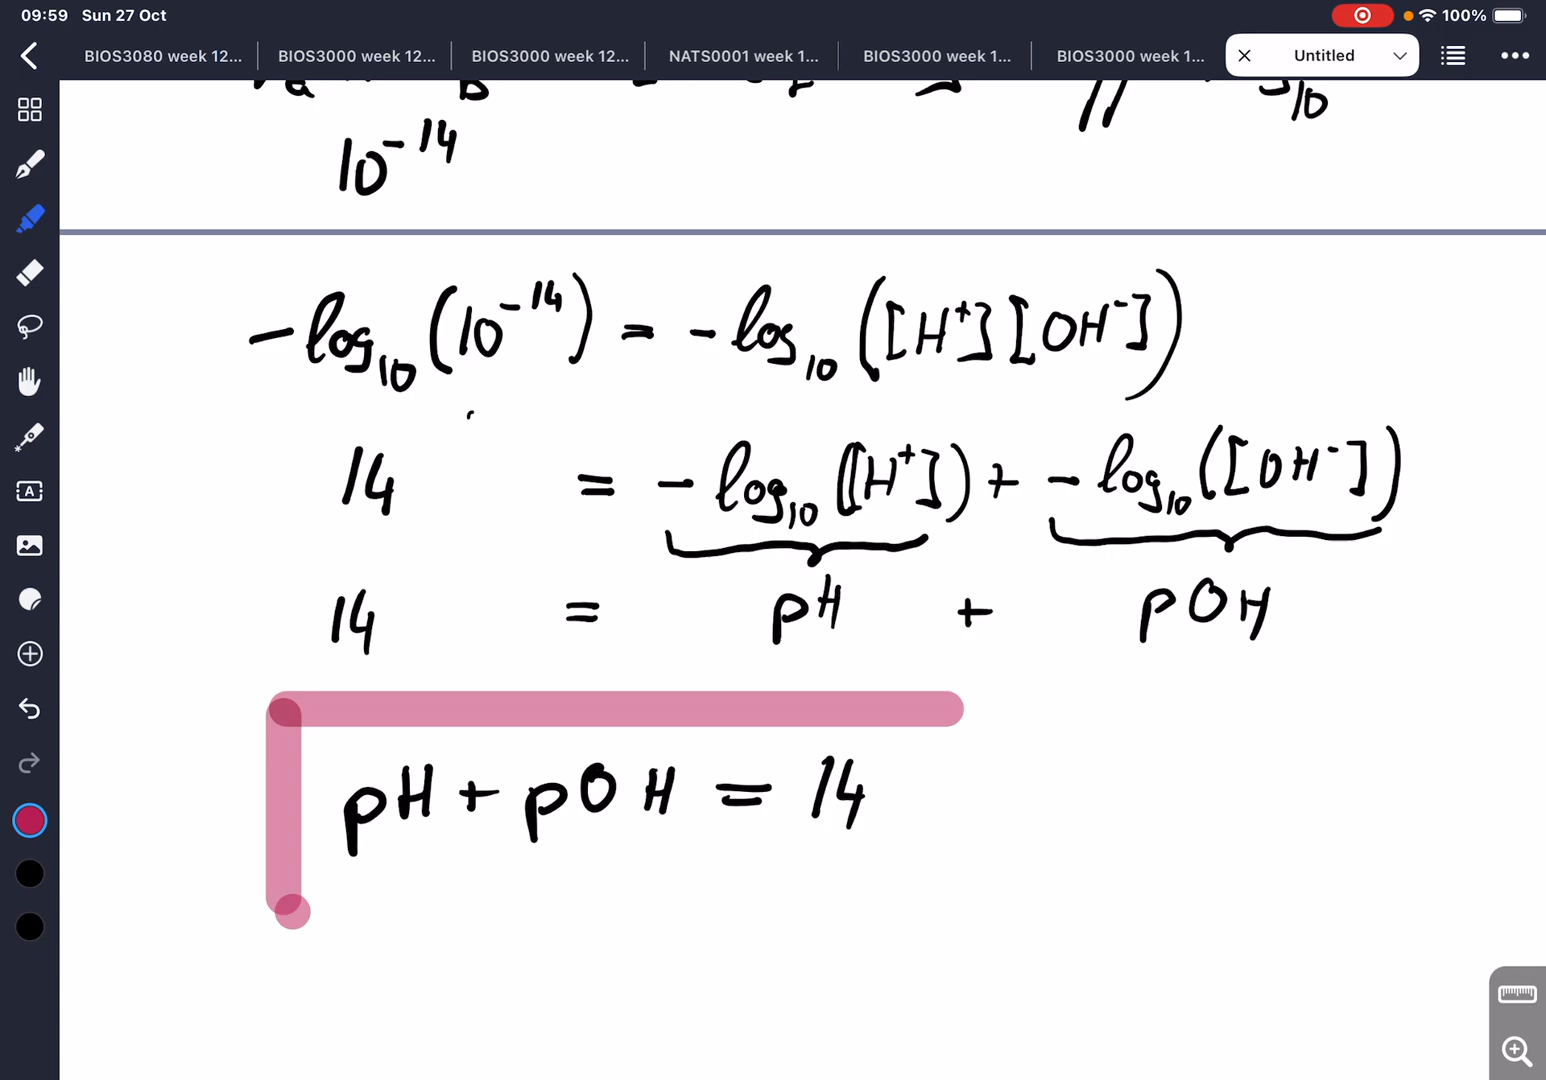 09:59 Sun 27 Oct 100%
BIOS3080 week 12... BIOS3000 week 12... BIOS3000 week 12... NATS0001 week 1... BIOS3000 week 1... BIOS3000 week 1... Untitled
10⁻¹⁴
-log₁₀(10⁻¹⁴) = -log₁₀([H⁺][OH⁻])
14 = -log₁₀([H⁺]) + -log₁₀([OH⁻])
14 = pH + pOH
pH + pOH = 14